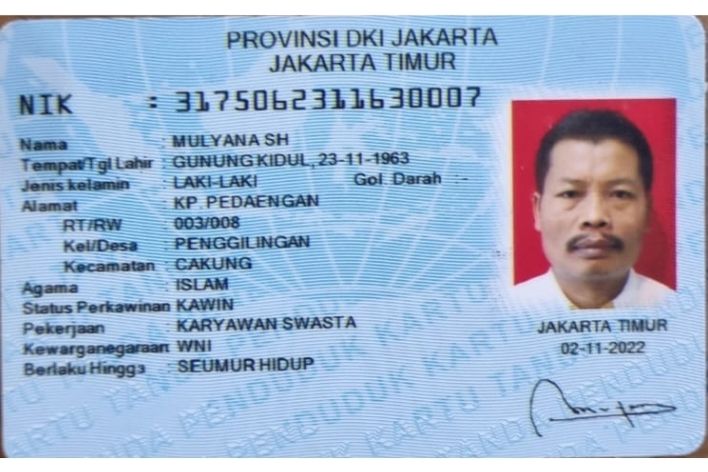 PROVINSI DKI JAKARTA
JAKARTA TIMUR
NIK : 3175062311630007
Nama : MULYANA SH
Tempat/Tgl Lahir : GUNUNG KIDUL, 23-11-1963
Jenis kelamin : LAKI-LAKI Gol. Darah :-
Alamat : KP. PEDAENGAN
RT/RW : 003/008
Kel/Desa : PENGGILINGAN
Kecamatan : CAKUNG
Agama : ISLAM
Status Perkawinan: KAWIN
Pekerjaan : KARYAWAN SWASTA
Kewarganegaraan: WNI
Berlaku Hingga : SEUMUR HIDUP
JAKARTA TIMUR
02-11-2022